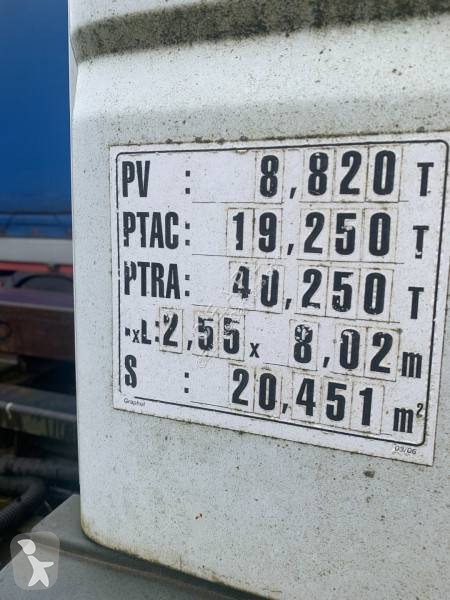 PV : 8,820 T
PTAC: 19,250 T
PTRA: 40,250 T
.xL: 2,55 x 8,02 m
S : 20,451 m²
Graphol 03/06